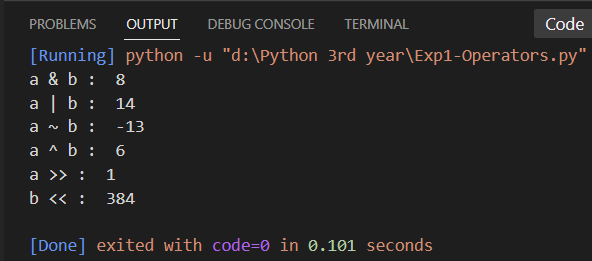 PROBLEMS OUTPUT DEBUG CONSOLE TERMINAL Code
[Running] python -u "d:\Python 3rd year\Exp1-Operators.py"
a & b :  8
a | b :  14
a ~ b :  -13
a ^ b :  6
a >> :  1
b << :  384
[Done] exited with code=0 in 0.101 seconds